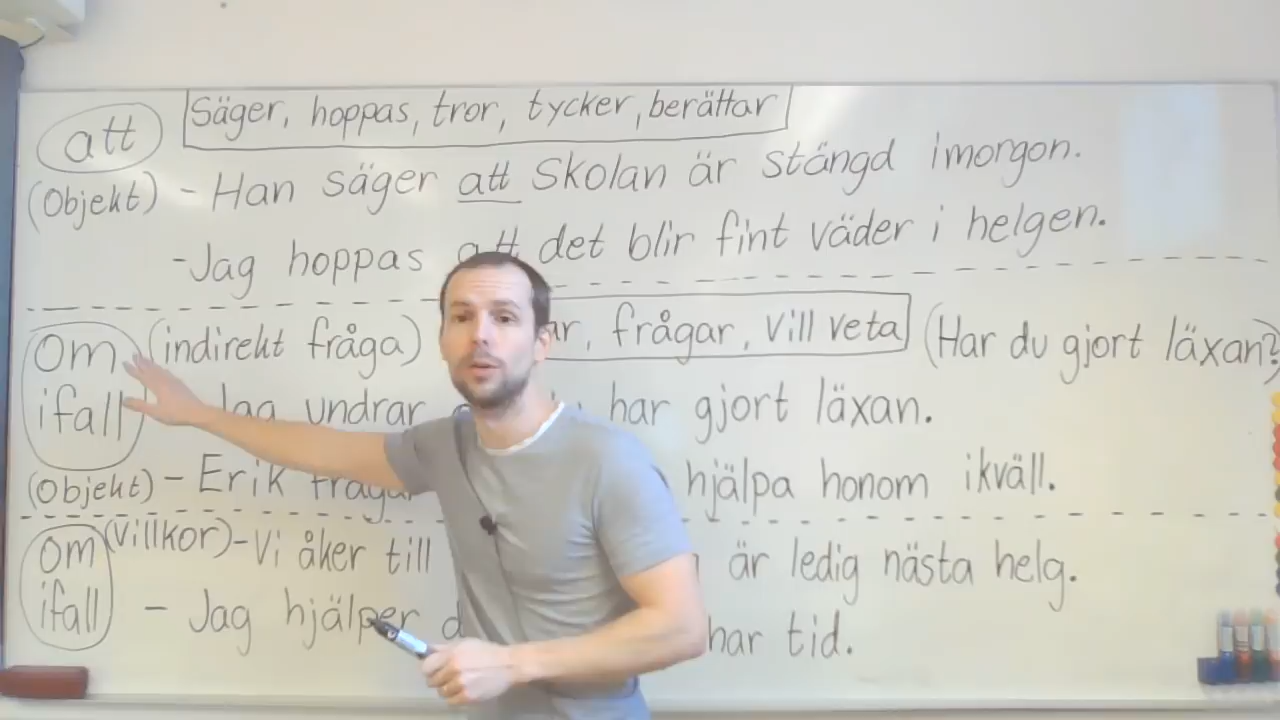 att Säger, hoppas, tror, tycker, berättar
(Objekt) - Han säger att Skolan är stängd imorgon.
-Jag hoppas att det blir fint väder i helgen.
Om (indirekt fråga) frågar, vill veta (Har du gjort läxan?
ifall Jag undrar har gjort läxan.
(Objekt) - Erik frågar hjälpa honom ikväll.
om (villkor) - Vi åker till är ledig nästa helg.
ifall - Jag hjälper har tid.